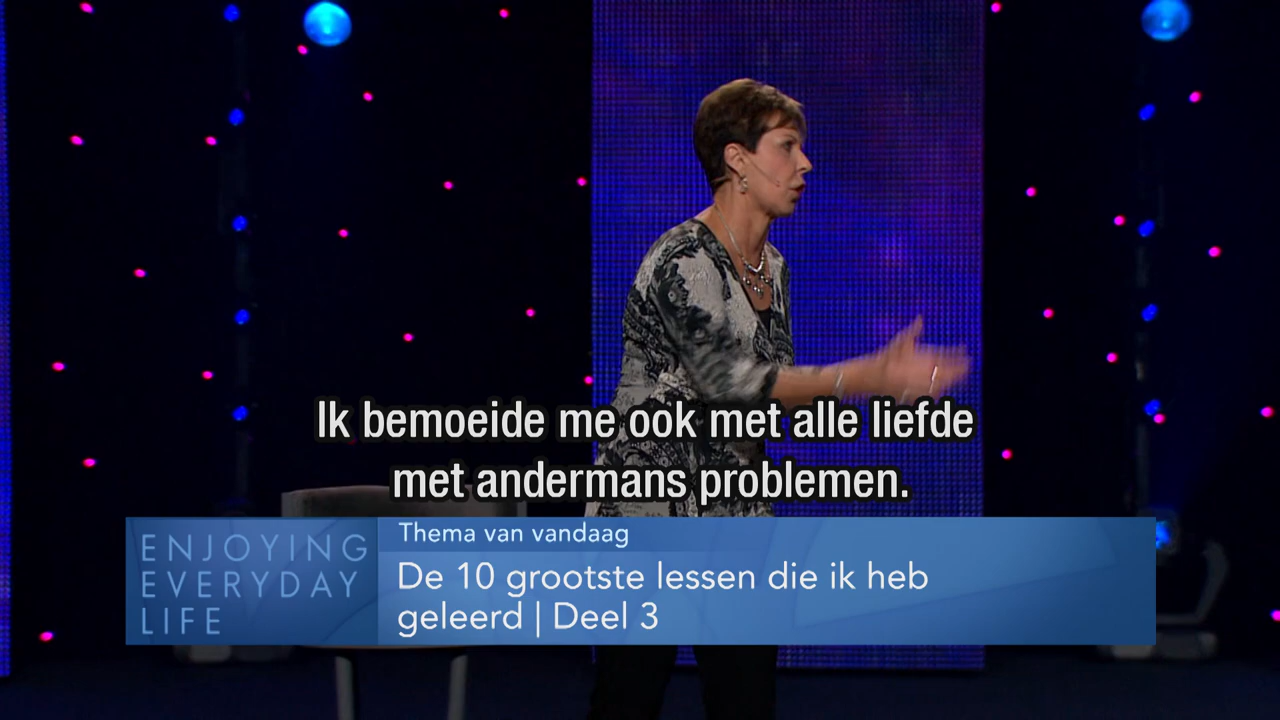 Ik bemoeide me ook met alle liefde
met andermans problemen.
ENJOYING
EVERYDAY
LIFE
Thema van vandaag
De 10 grootste lessen die ik heb
geleerd | Deel 3